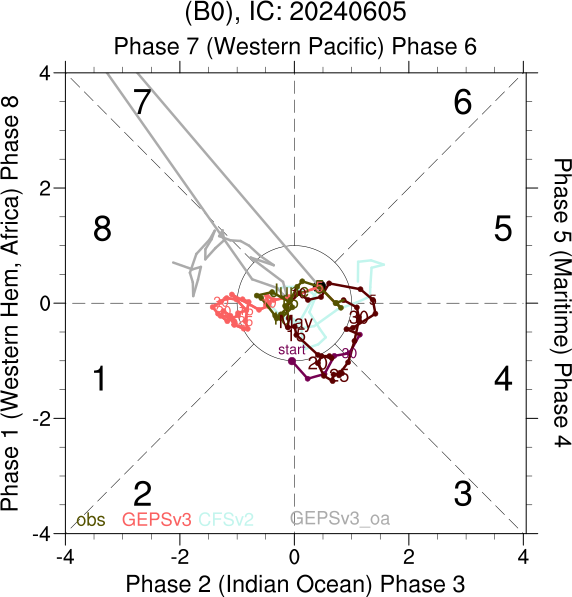 (B0), IC: 20240605
Phase 7 (Western Pacific) Phase 6
4
7
6
Phase 1 (Western Hem, Africa) Phase 8
2
8
5
Phase 5 (Maritime) Phase 4
June
0
May
30
15
start
20
20
25
-2
1
4
2
3
obs GEPSv3 CFSv2 GEPSv3_oa
-4
-4 -2 0 2 4
Phase 2 (Indian Ocean) Phase 3